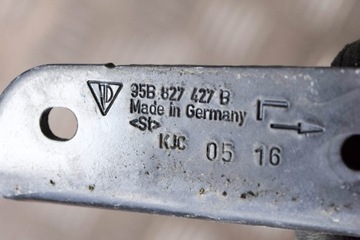 95B 827 427 B
Made in Germany
<St>
KJC 05 16